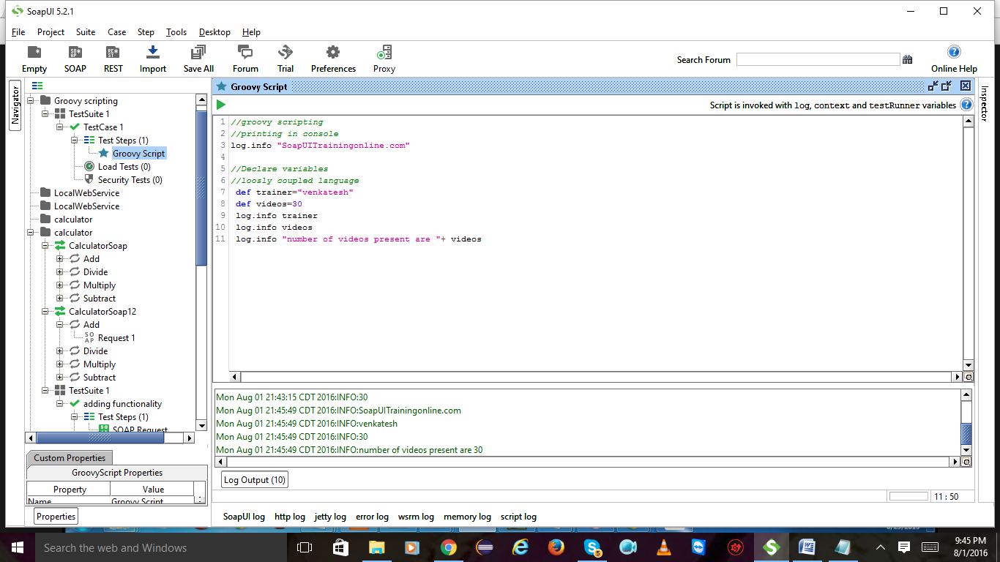 SoapUI 5.2.1
File Project Suite Case Step Tools Desktop Help
Empty SOAP REST Import Save All Forum Trial Preferences Proxy Search Forum Online Help
Navigator
Groovy scripting
TestSuite 1
TestCase 1
Test Steps (1)
Groovy Script
Load Tests (0)
Security Tests (0)
LocalWebService
LocalWebService
calculator
calculator
CalculatorSoap
Add
Divide
Multiply
Subtract
CalculatorSoap12
Add
Request 1
Divide
Multiply
Subtract
TestSuite 1
adding functionality
Test Steps (1)
SOAP Request
Custom Properties
GroovyScript Properties
Property Value
Name Groovy Script
Properties
Groovy Script
Script is invoked with log, context and testRunner variables
1 //groovy scripting
2 //printing in console
3 log.info "SoapUITrainingonline.com"
4
5 //Declare variables
6 //loosly coupled language
7 def trainer="venkatesh"
8 def videos=30
9 log.info trainer
10 log.info videos
11 log.info "number of videos present are "+ videos
Mon Aug 01 21:43:15 CDT 2016:INFO:30
Mon Aug 01 21:45:49 CDT 2016:INFO:SoapUITrainingonline.com
Mon Aug 01 21:45:49 CDT 2016:INFO:venkatesh
Mon Aug 01 21:45:49 CDT 2016:INFO:30
Mon Aug 01 21:45:49 CDT 2016:INFO:number of videos present are 30
Log Output (10)
11 : 50
SoapUI log http log jetty log error log wsrm log memory log script log
Inspector
Search the web and Windows
5
9:45 PM
8/1/2016